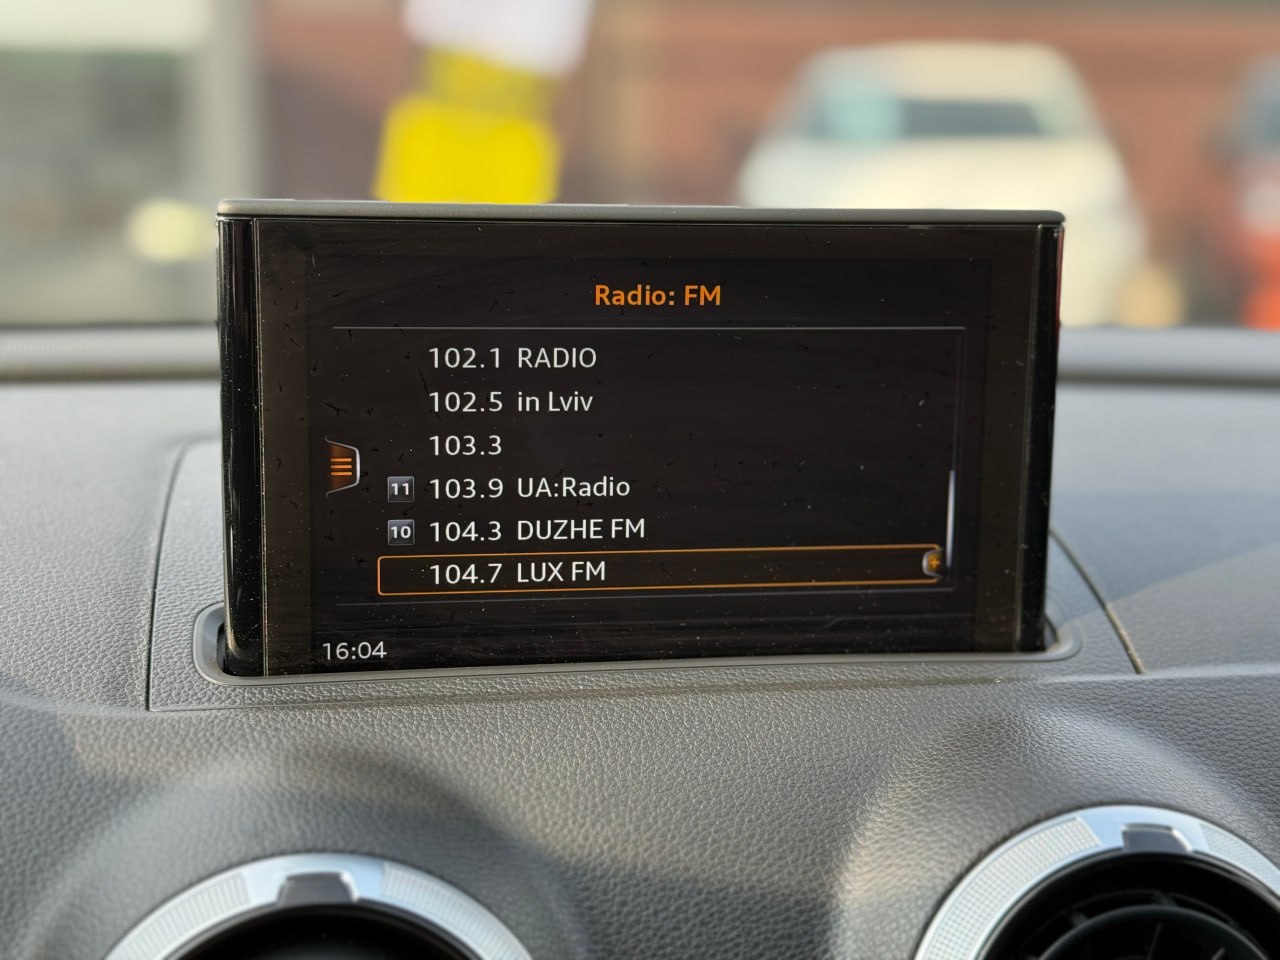 Radio: FM
102.1 RADIO
102.5 in Lviv
103.3
11 103.9 UA:Radio
10 104.3 DUZHE FM
104.7 LUX FM
16:04